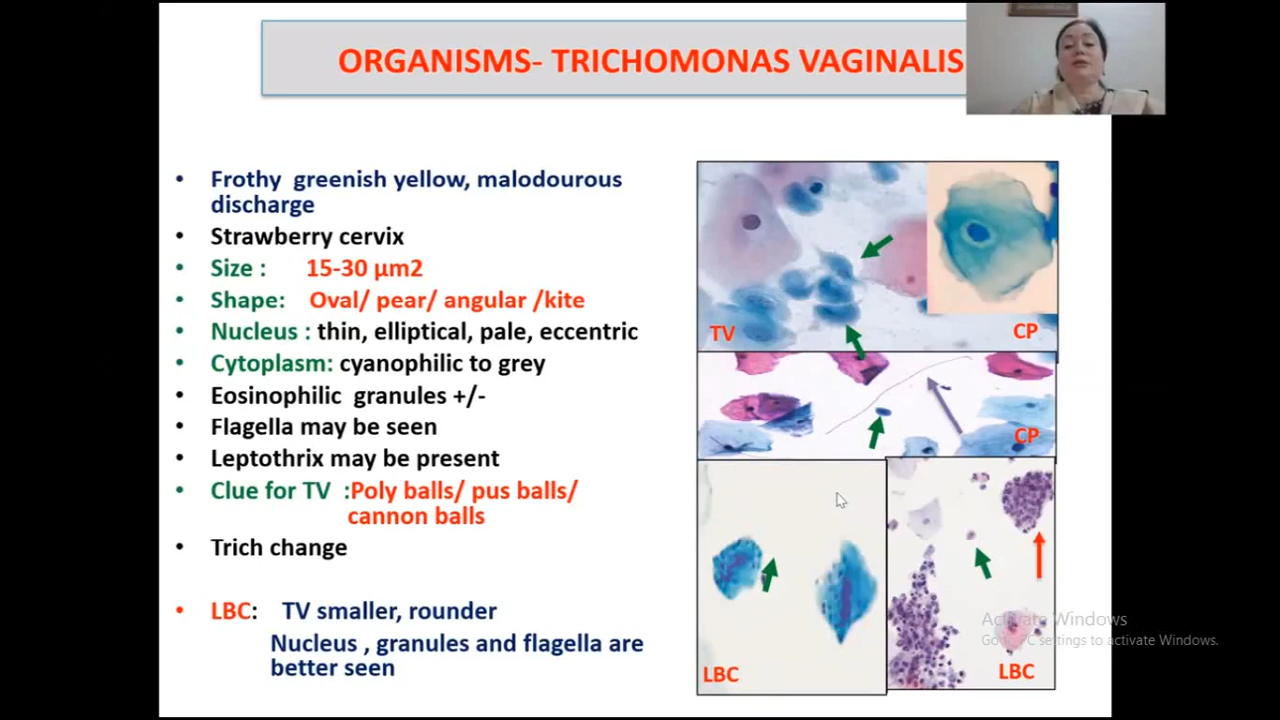 ORGANISMS- TRICHOMONAS VAGINALIS
• Frothy greenish yellow, malodourous
discharge
• Strawberry cervix
• Size : 15-30 µm2
• Shape: Oval/ pear/ angular /kite
• Nucleus : thin, elliptical, pale, eccentric
• Cytoplasm: cyanophilic to grey
• Eosinophilic granules +/-
• Flagella may be seen
• Leptothrix may be present
• Clue for TV :Poly balls/ pus balls/
cannon balls
• Trich change
• LBC: TV smaller, rounder
Nucleus , granules and flagella are
better seen
TV
CP
CP
LBC
LBC
Activate Windows
Go to PC settings to activate Windows.